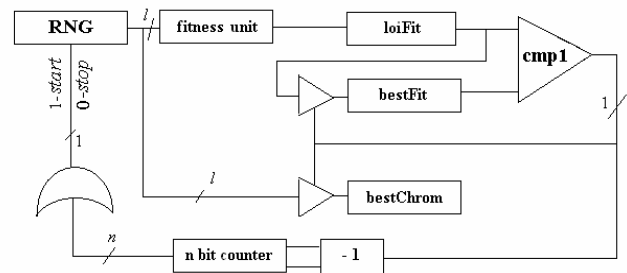 RNG
l
fitness unit
loiFit
cmp1
1-start
0-stop
bestFit
1
1
l
bestChrom
n
n bit counter
- 1